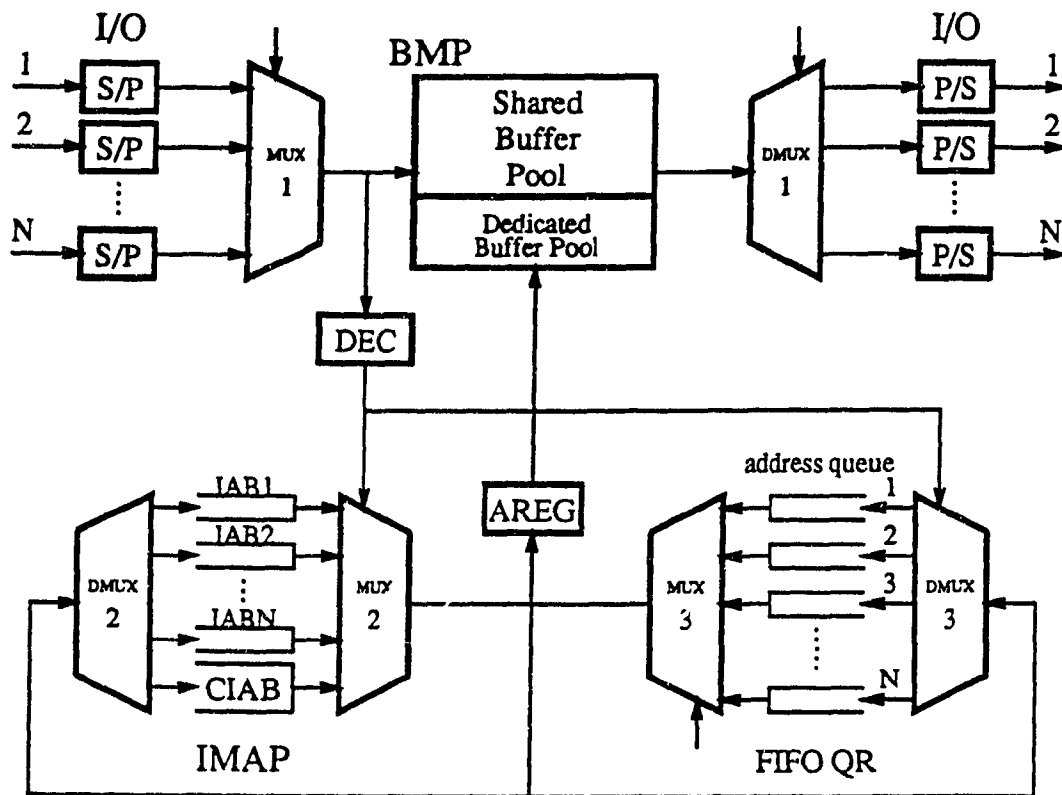 I/O
BMP
I/O
1
S/P
MUX
1
Shared
Buffer
Pool
DMUX
1
P/S
1
2
S/P
P/S
2
N
S/P
Dedicated
Buffer Pool
P/S
N
DEC
address queue
IAB1
AREG
1
IAB2
2
DMUX
2
MUX
2
MUX
3
3
DMUX
3
IABN
CIAB
N
IMAP
FIFO QR